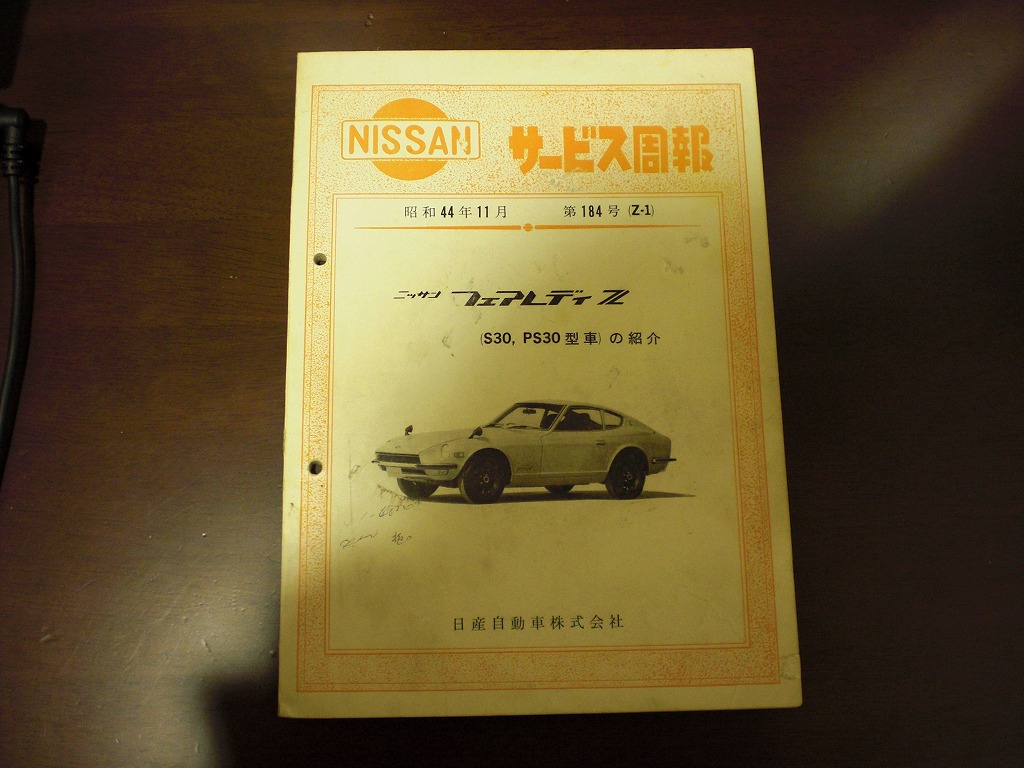 NISSAN サービス周報
昭和44年11月 第184号 (Z-1)
ニッサン フェアレディ Z
(S30, PS30型車) の紹介
日産自動車株式会社